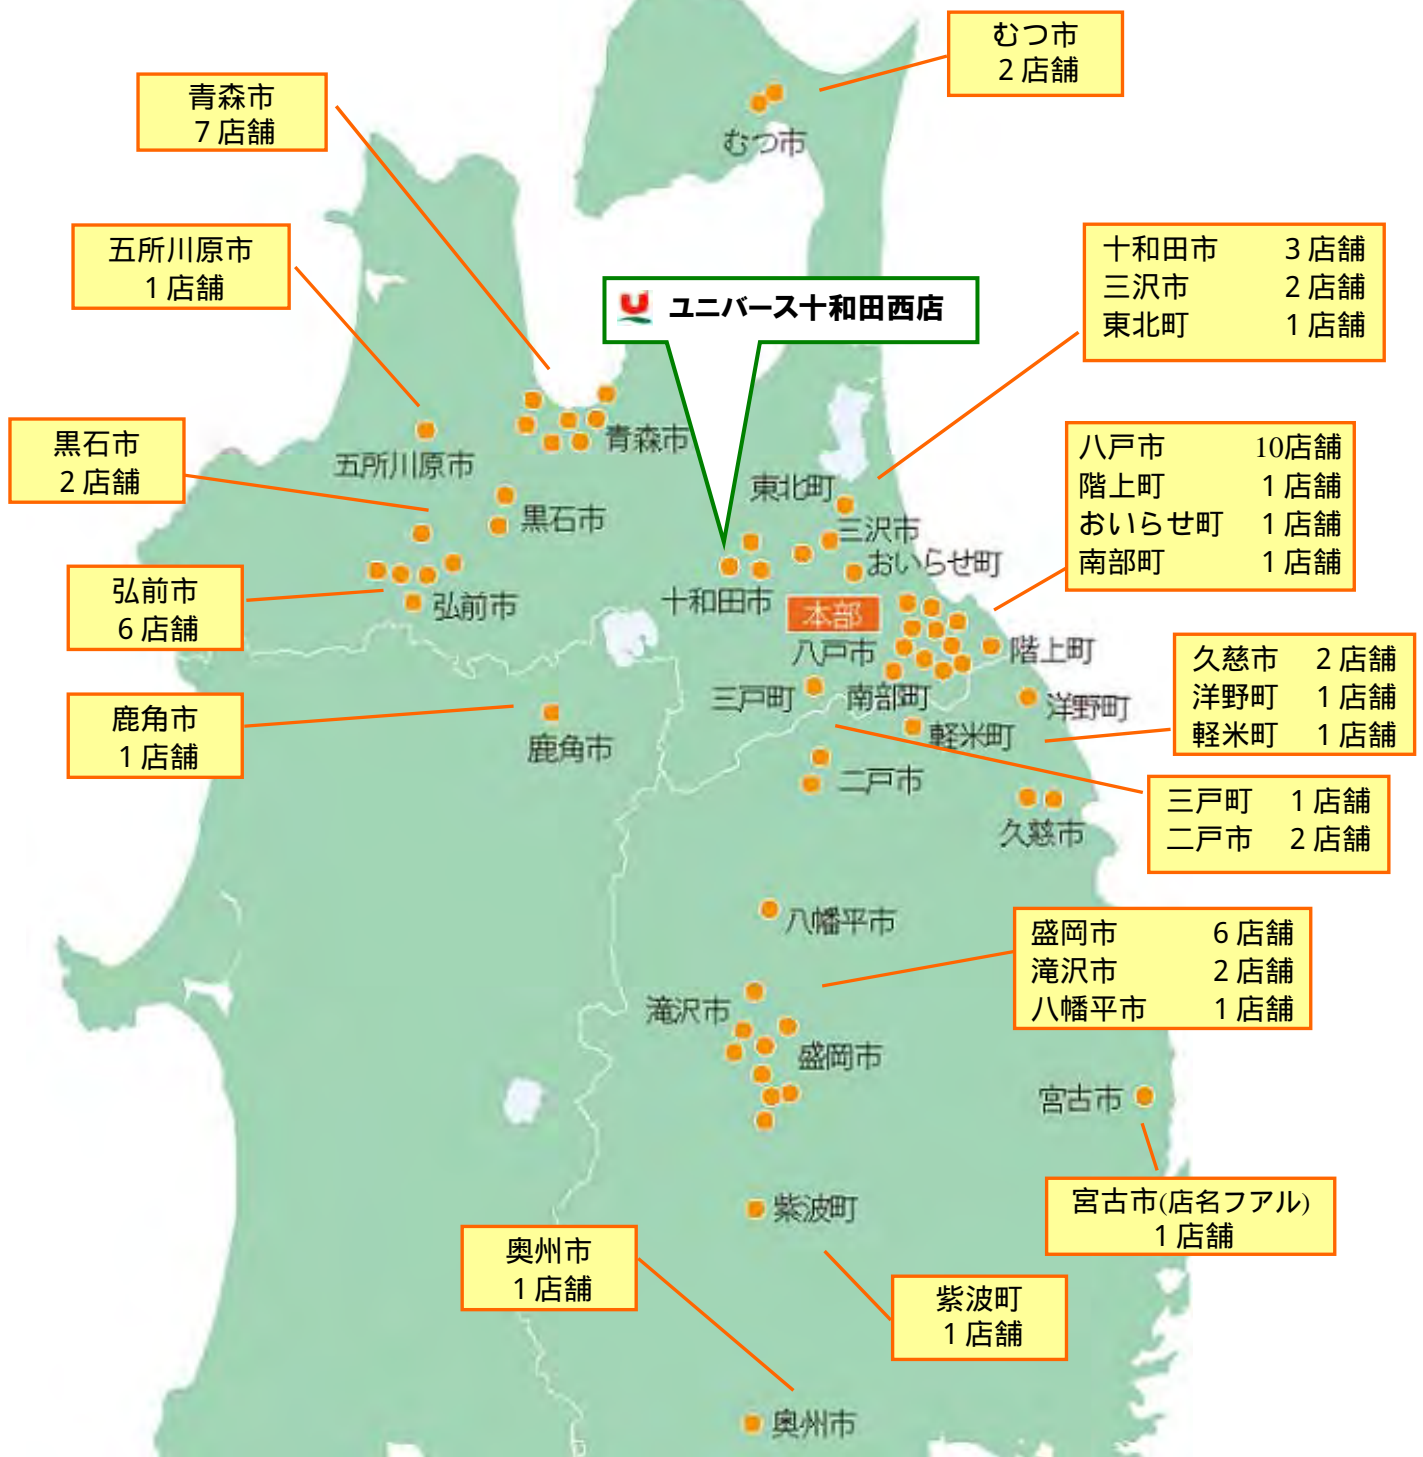 むつ市
2 店舗
青森市
7 店舗
むつ市
五所川原市
1 店舗
十和田市 3 店舗
三沢市 2 店舗
東北町 1 店舗
ユニバース十和田西店
黒石市
2 店舗
五所川原市
青森市
八戸市 10店舗
階上町 1 店舗
おいらせ町 1 店舗
南部町 1 店舗
東北町
黒石市
三沢市
おいらせ町
弘前市
6 店舗
弘前市
十和田市
本部
八戸市
階上町
久慈市 2 店舗
洋野町 1 店舗
軽米町 1 店舗
鹿角市
1 店舗
三戸町
南部町
洋野町
鹿角市
軽米町
二戸市
三戸町 1 店舗
二戸市 2 店舗
久慈市
八幡平市
盛岡市 6 店舗
滝沢市 2 店舗
八幡平市 1 店舗
滝沢市
盛岡市
宮古市
宮古市(店名フアル)
1 店舗
紫波町
奥州市
1 店舗
紫波町
1 店舗
奥州市